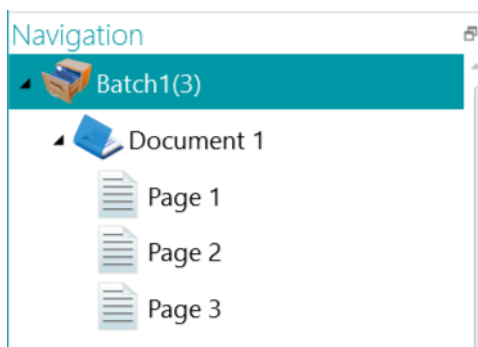 Navigation
Batch1(3)
Document 1
Page 1
Page 2
Page 3